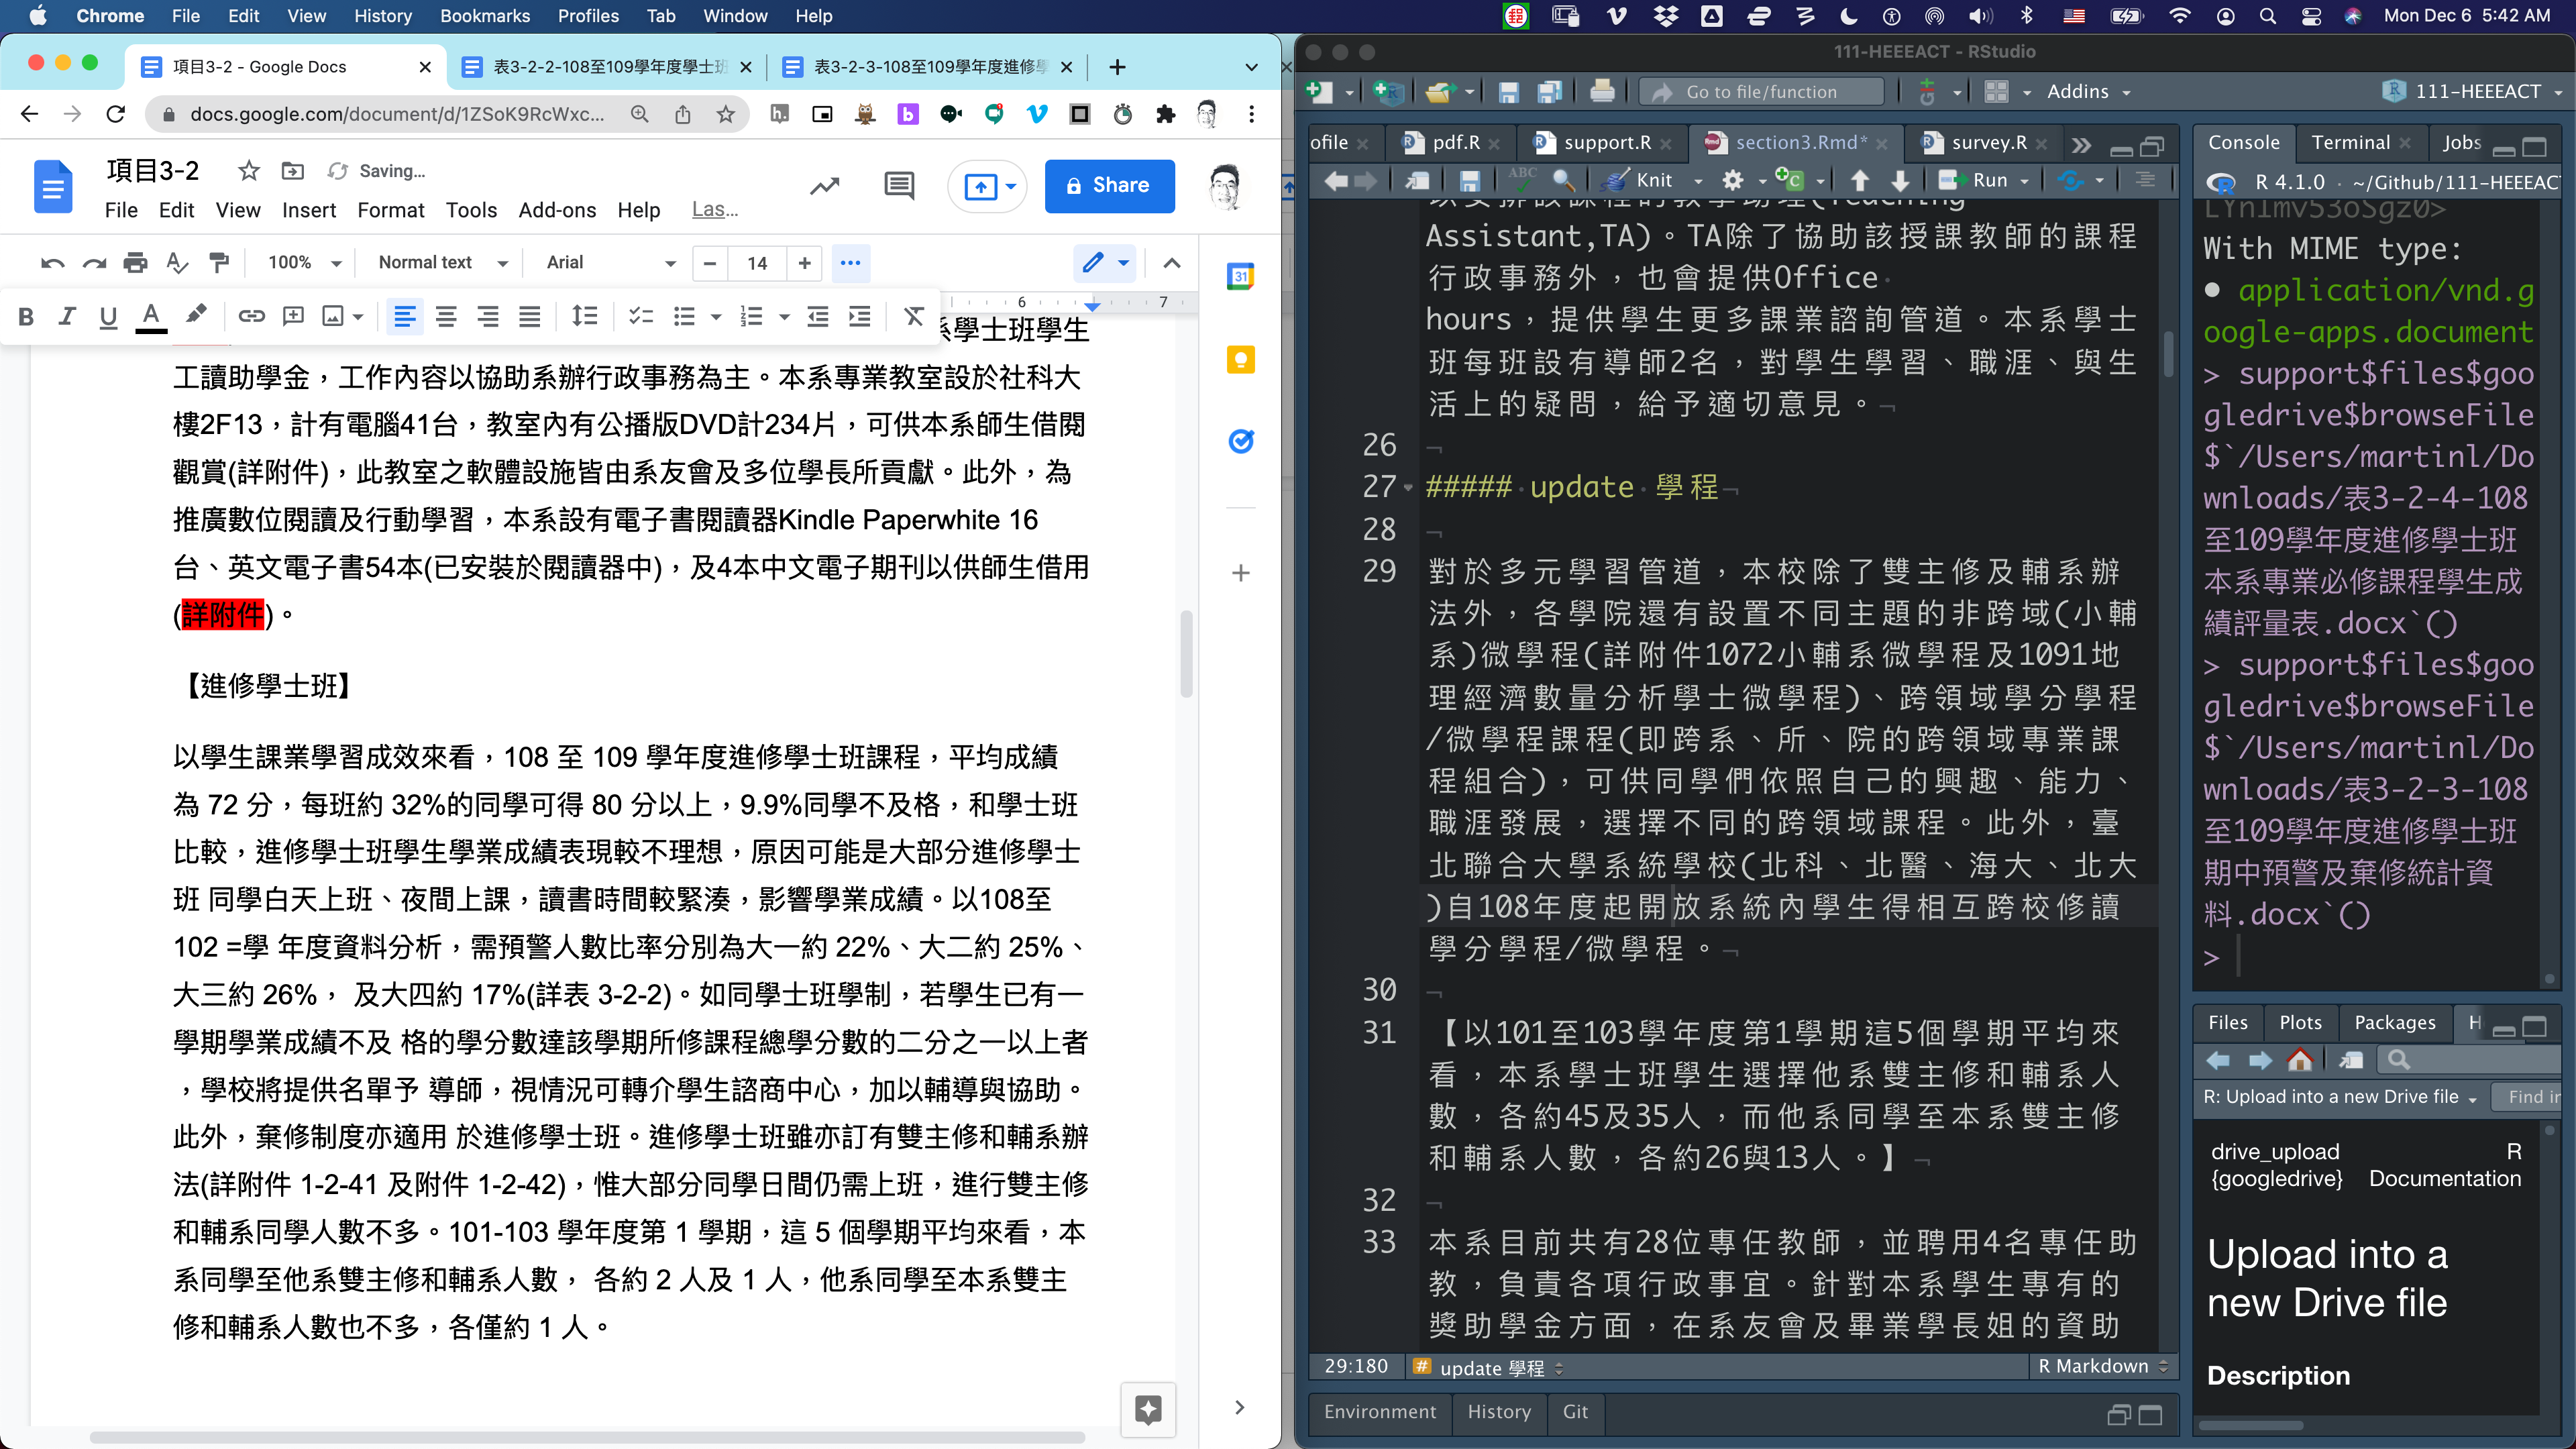 Chrome File Edit View History Bookmarks Profiles Tab Window Help
Mon Dec 6 5:42 AM
項目3-2 - Google Docs
表3-2-2-108至109學年度學士班
表3-2-3-108至109學年度進修學
docs.google.com/document/d/1ZSoK9RcWxc...
項目3-2
Saving...
File Edit View Insert Format Tools Add-ons Help Las...
Share
100% Normal text Arial 14
6 7
系學士班學生
工讀助學金，工作內容以協助系辦行政事務為主。本系專業教室設於社科大
樓2F13，計有電腦41台，教室內有公播版DVD計234片，可供本系師生借閱
觀賞(詳附件)，此教室之軟體設施皆由系友會及多位學長所貢獻。此外，為
推廣數位閱讀及行動學習，本系設有電子書閱讀器Kindle Paperwhite 16
台、英文電子書54本(已安裝於閱讀器中)，及4本中文電子期刊以供師生借用
(詳附件)。
【進修學士班】
以學生課業學習成效來看，108 至 109 學年度進修學士班課程，平均成績
為 72 分，每班約 32%的同學可得 80 分以上，9.9%同學不及格，和學士班
比較，進修學士班學生學業成績表現較不理想，原因可能是大部分進修學士
班 同學白天上班、夜間上課，讀書時間較緊湊，影響學業成績。以108至
102 =學 年度資料分析，需預警人數比率分別為大一約 22%、大二約 25%、
大三約 26%， 及大四約 17%(詳表 3-2-2)。如同學士班學制，若學生已有一
學期學業成績不及 格的學分數達該學期所修課程總學分數的二分之一以上者
，學校將提供名單予 導師，視情況可轉介學生諮商中心，加以輔導與協助。
此外，棄修制度亦適用 於進修學士班。進修學士班雖亦訂有雙主修和輔系辦
法(詳附件 1-2-41 及附件 1-2-42)，惟大部分同學日間仍需上班，進行雙主修
和輔系同學人數不多。101-103 學年度第 1 學期，這 5 個學期平均來看，本
系同學至他系雙主修和輔系人數， 各約 2 人及 1 人，他系同學至本系雙主
修和輔系人數也不多，各僅約 1 人。
111-HEEEACT - RStudio
Go to file/function
Addins
111-HEEEACT
ofile pdf.R support.R section3.Rmd* survey.R
ABC Knit Run
Assistant,TA)。TA除了協助該授課教師的課程
行政事務外，也會提供Office
hours，提供學生更多課業諮詢管道。本系學士
班每班設有導師2名，對學生學習、職涯、與生
活上的疑問，給予適切意見。
26
27 ##### update 學程
28
29 對於多元學習管道，本校除了雙主修及輔系辦
法外，各學院還有設置不同主題的非跨域(小輔
系)微學程(詳附件1072小輔系微學程及1091地
理經濟數量分析學士微學程)、跨領域學分學程
/微學程課程(即跨系、所、院的跨領域專業課
程組合)，可供同學們依照自己的興趣、能力、
職涯發展，選擇不同的跨領域課程。此外，臺
北聯合大學系統學校(北科、北醫、海大、北大
)自108年度起開放系統內學生得相互跨校修讀
學分學程/微學程。
30
31 【以101至103學年度第1學期這5個學期平均來
看，本系學士班學生選擇他系雙主修和輔系人
數，各約45及35人，而他系同學至本系雙主修
和輔系人數，各約26與13人。】
32
33 本系目前共有28位專任教師，並聘用4名專任助
教，負責各項行政事宜。針對本系學生專有的
獎助學金方面，在系友會及畢業學長姐的資助
29:180 # update 學程 R Markdown
Environment History Git
Console Terminal Jobs
R 4.1.0 · ~/Github/111-HEEEACT
LYnImv53oSgz0>
With MIME type:
● application/vnd.g
oogle-apps.document
> support$files$goo
gledrive$browseFile
$`/Users/martinl/Do
wnloads/表3-2-4-108
至109學年度進修學士班
本系專業必修課程學生成
績評量表.docx`()
> support$files$goo
gledrive$browseFile
$`/Users/martinl/Do
wnloads/表3-2-3-108
至109學年度進修學士班
期中預警及棄修統計資
料.docx`()
>
Files Plots Packages
R: Upload into a new Drive file Find in
drive_upload R
{googledrive} Documentation
Upload into a
new Drive file
Description